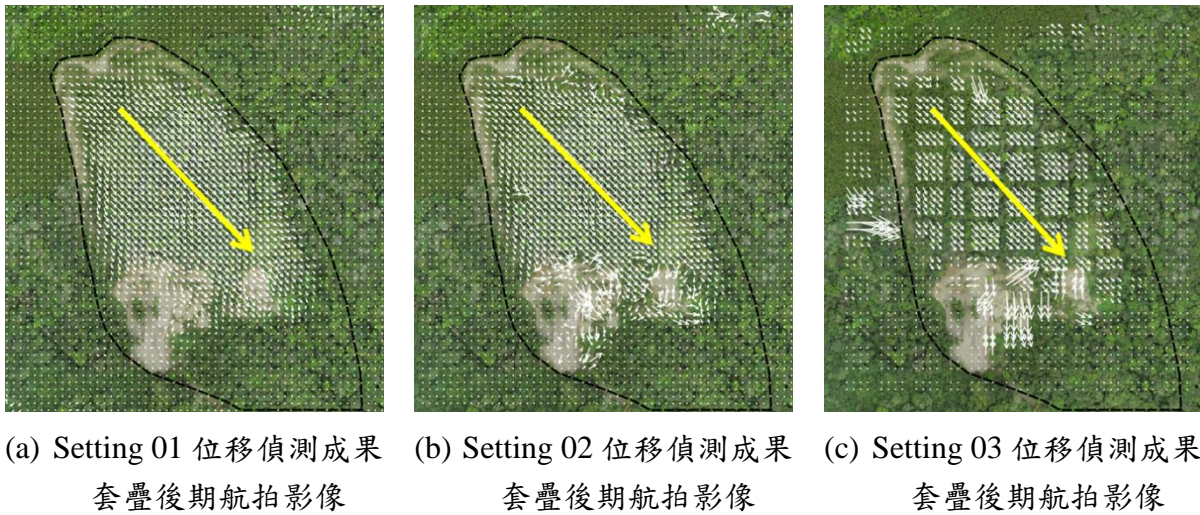 (a) Setting 01 位移偵測成果
套疊後期航拍影像
(b) Setting 02 位移偵測成果
套疊後期航拍影像
(c) Setting 03 位移偵測成果
套疊後期航拍影像